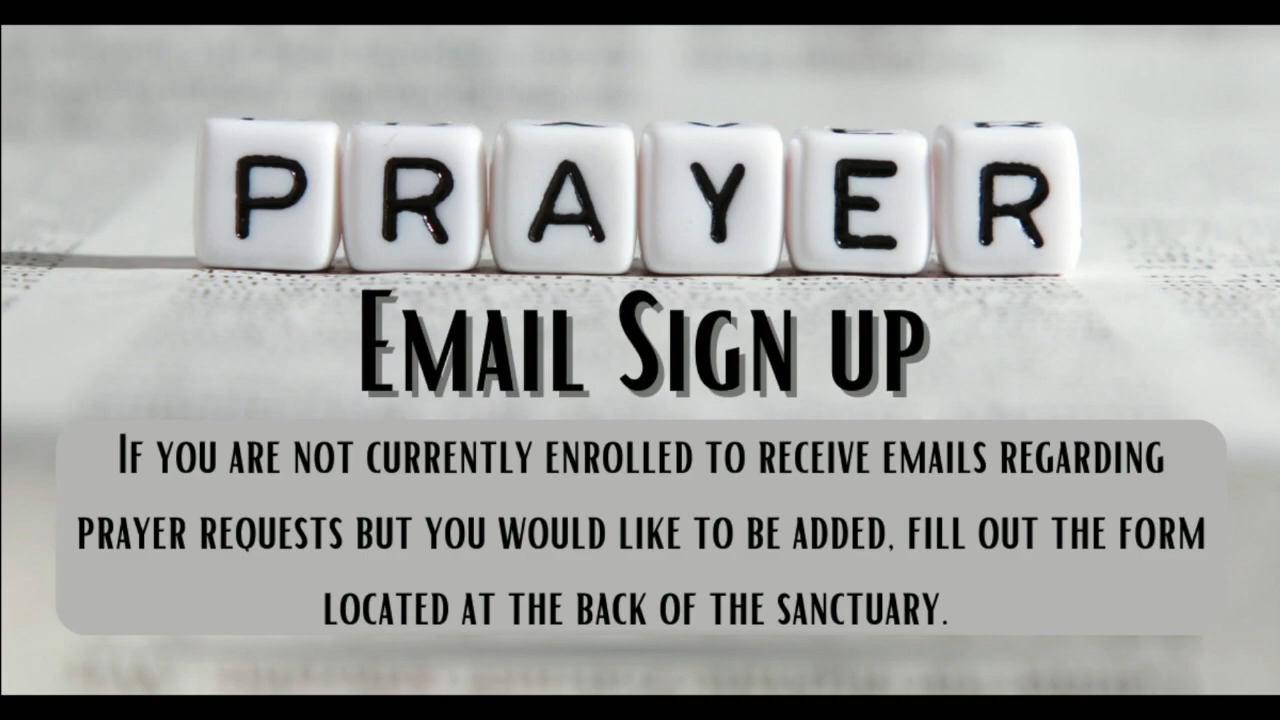 PRAYER
EMAIL SIGN UP
IF YOU ARE NOT CURRENTLY ENROLLED TO RECEIVE EMAILS REGARDING
PRAYER REQUESTS BUT YOU WOULD LIKE TO BE ADDED, FILL OUT THE FORM
LOCATED AT THE BACK OF THE SANCTUARY.